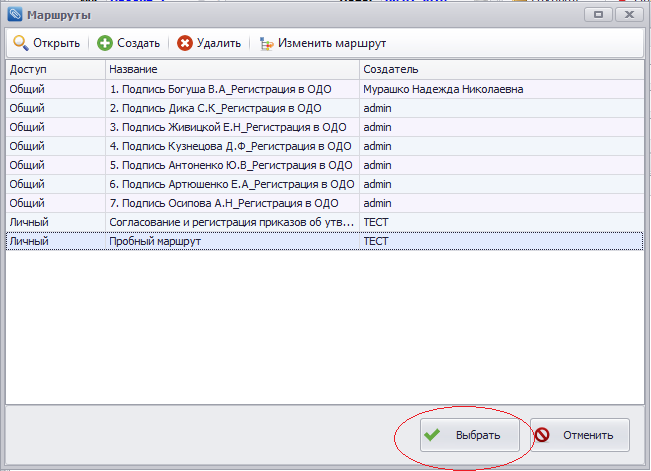 Маршруты
Открыть Создать Удалить Изменить маршрут
Доступ Название Создатель
Общий 1. Подпись Богуша В.А_Регистрация в ОДО Мурашко Надежда Николаевна
Общий 2. Подпись Дика С.К_Регистрация в ОДО admin
Общий 3. Подпись Живицкой Е.Н_Регистрация в ОДО admin
Общий 4. Подпись Кузнецова Д.Ф_Регистрация в ОДО admin
Общий 5. Подпись Антоненко Ю.В_Регистрация в ОДО admin
Общий 6. Подпись Артюшенко Е.А_Регистрация в ОДО admin
Общий 7. Подпись Осипова А.Н_Регистрация в ОДО admin
Личный Согласование и регистрация приказов об утв... ТЕСТ
Личный Пробный маршрут ТЕСТ
Выбрать Отменить